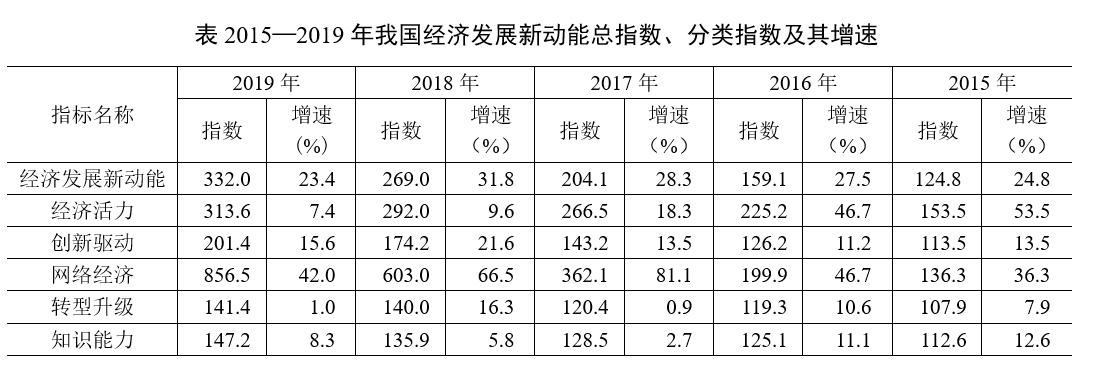 表 2015—2019 年我国经济发展新动能总指数、分类指数及其增速
指标名称 2019 年 2018 年 2017 年 2016 年 2015 年
指数 增速(%) 指数 增速（%） 指数 增速（%） 指数 增速（%） 指数 增速（%）
经济发展新动能 332.0 23.4 269.0 31.8 204.1 28.3 159.1 27.5 124.8 24.8
经济活力 313.6 7.4 292.0 9.6 266.5 18.3 225.2 46.7 153.5 53.5
创新驱动 201.4 15.6 174.2 21.6 143.2 13.5 126.2 11.2 113.5 13.5
网络经济 856.5 42.0 603.0 66.5 362.1 81.1 199.9 46.7 136.3 36.3
转型升级 141.4 1.0 140.0 16.3 120.4 0.9 119.3 10.6 107.9 7.9
知识能力 147.2 8.3 135.9 5.8 128.5 2.7 125.1 11.1 112.6 12.6